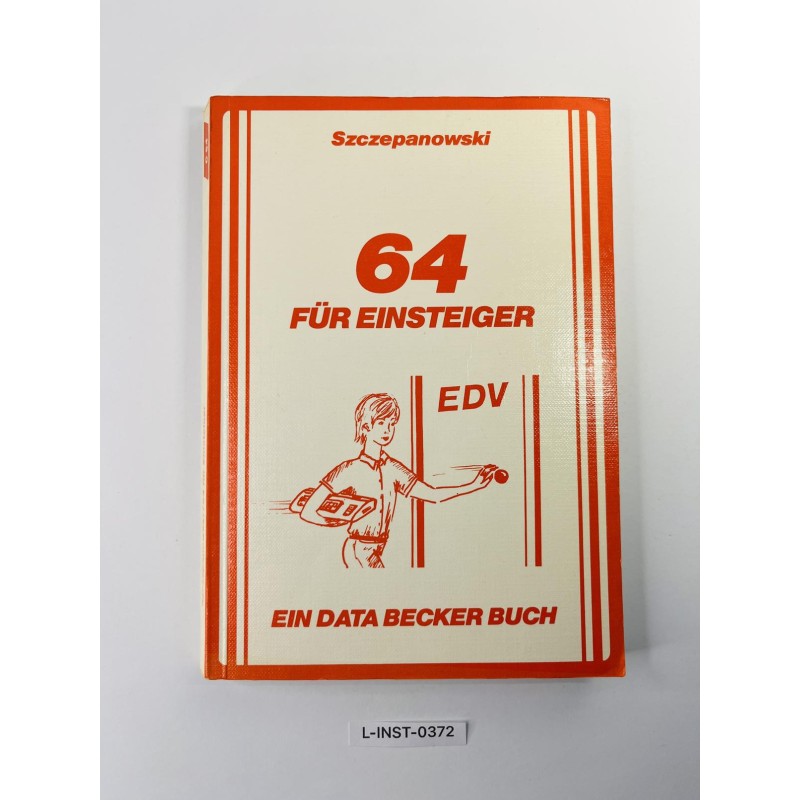 Szczepanowski
64
FÜR EINSTEIGER
EDV
EIN DATA BECKER BUCH
L-INST-0372